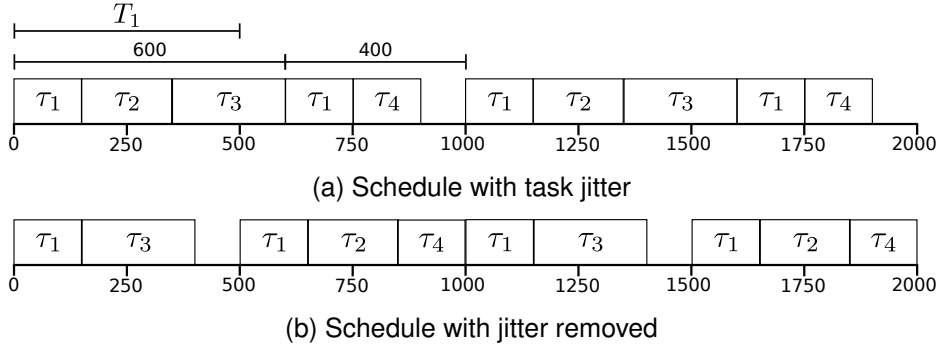 T₁
600 400
τ₁ τ₂ τ₃ τ₁ τ₄ τ₁ τ₂ τ₃ τ₁ τ₄
0 250 500 750 1000 1250 1500 1750 2000
(a) Schedule with task jitter
τ₁ τ₃ τ₁ τ₂ τ₄ τ₁ τ₃ τ₁ τ₂ τ₄
0 250 500 750 1000 1250 1500 1750 2000
(b) Schedule with jitter removed